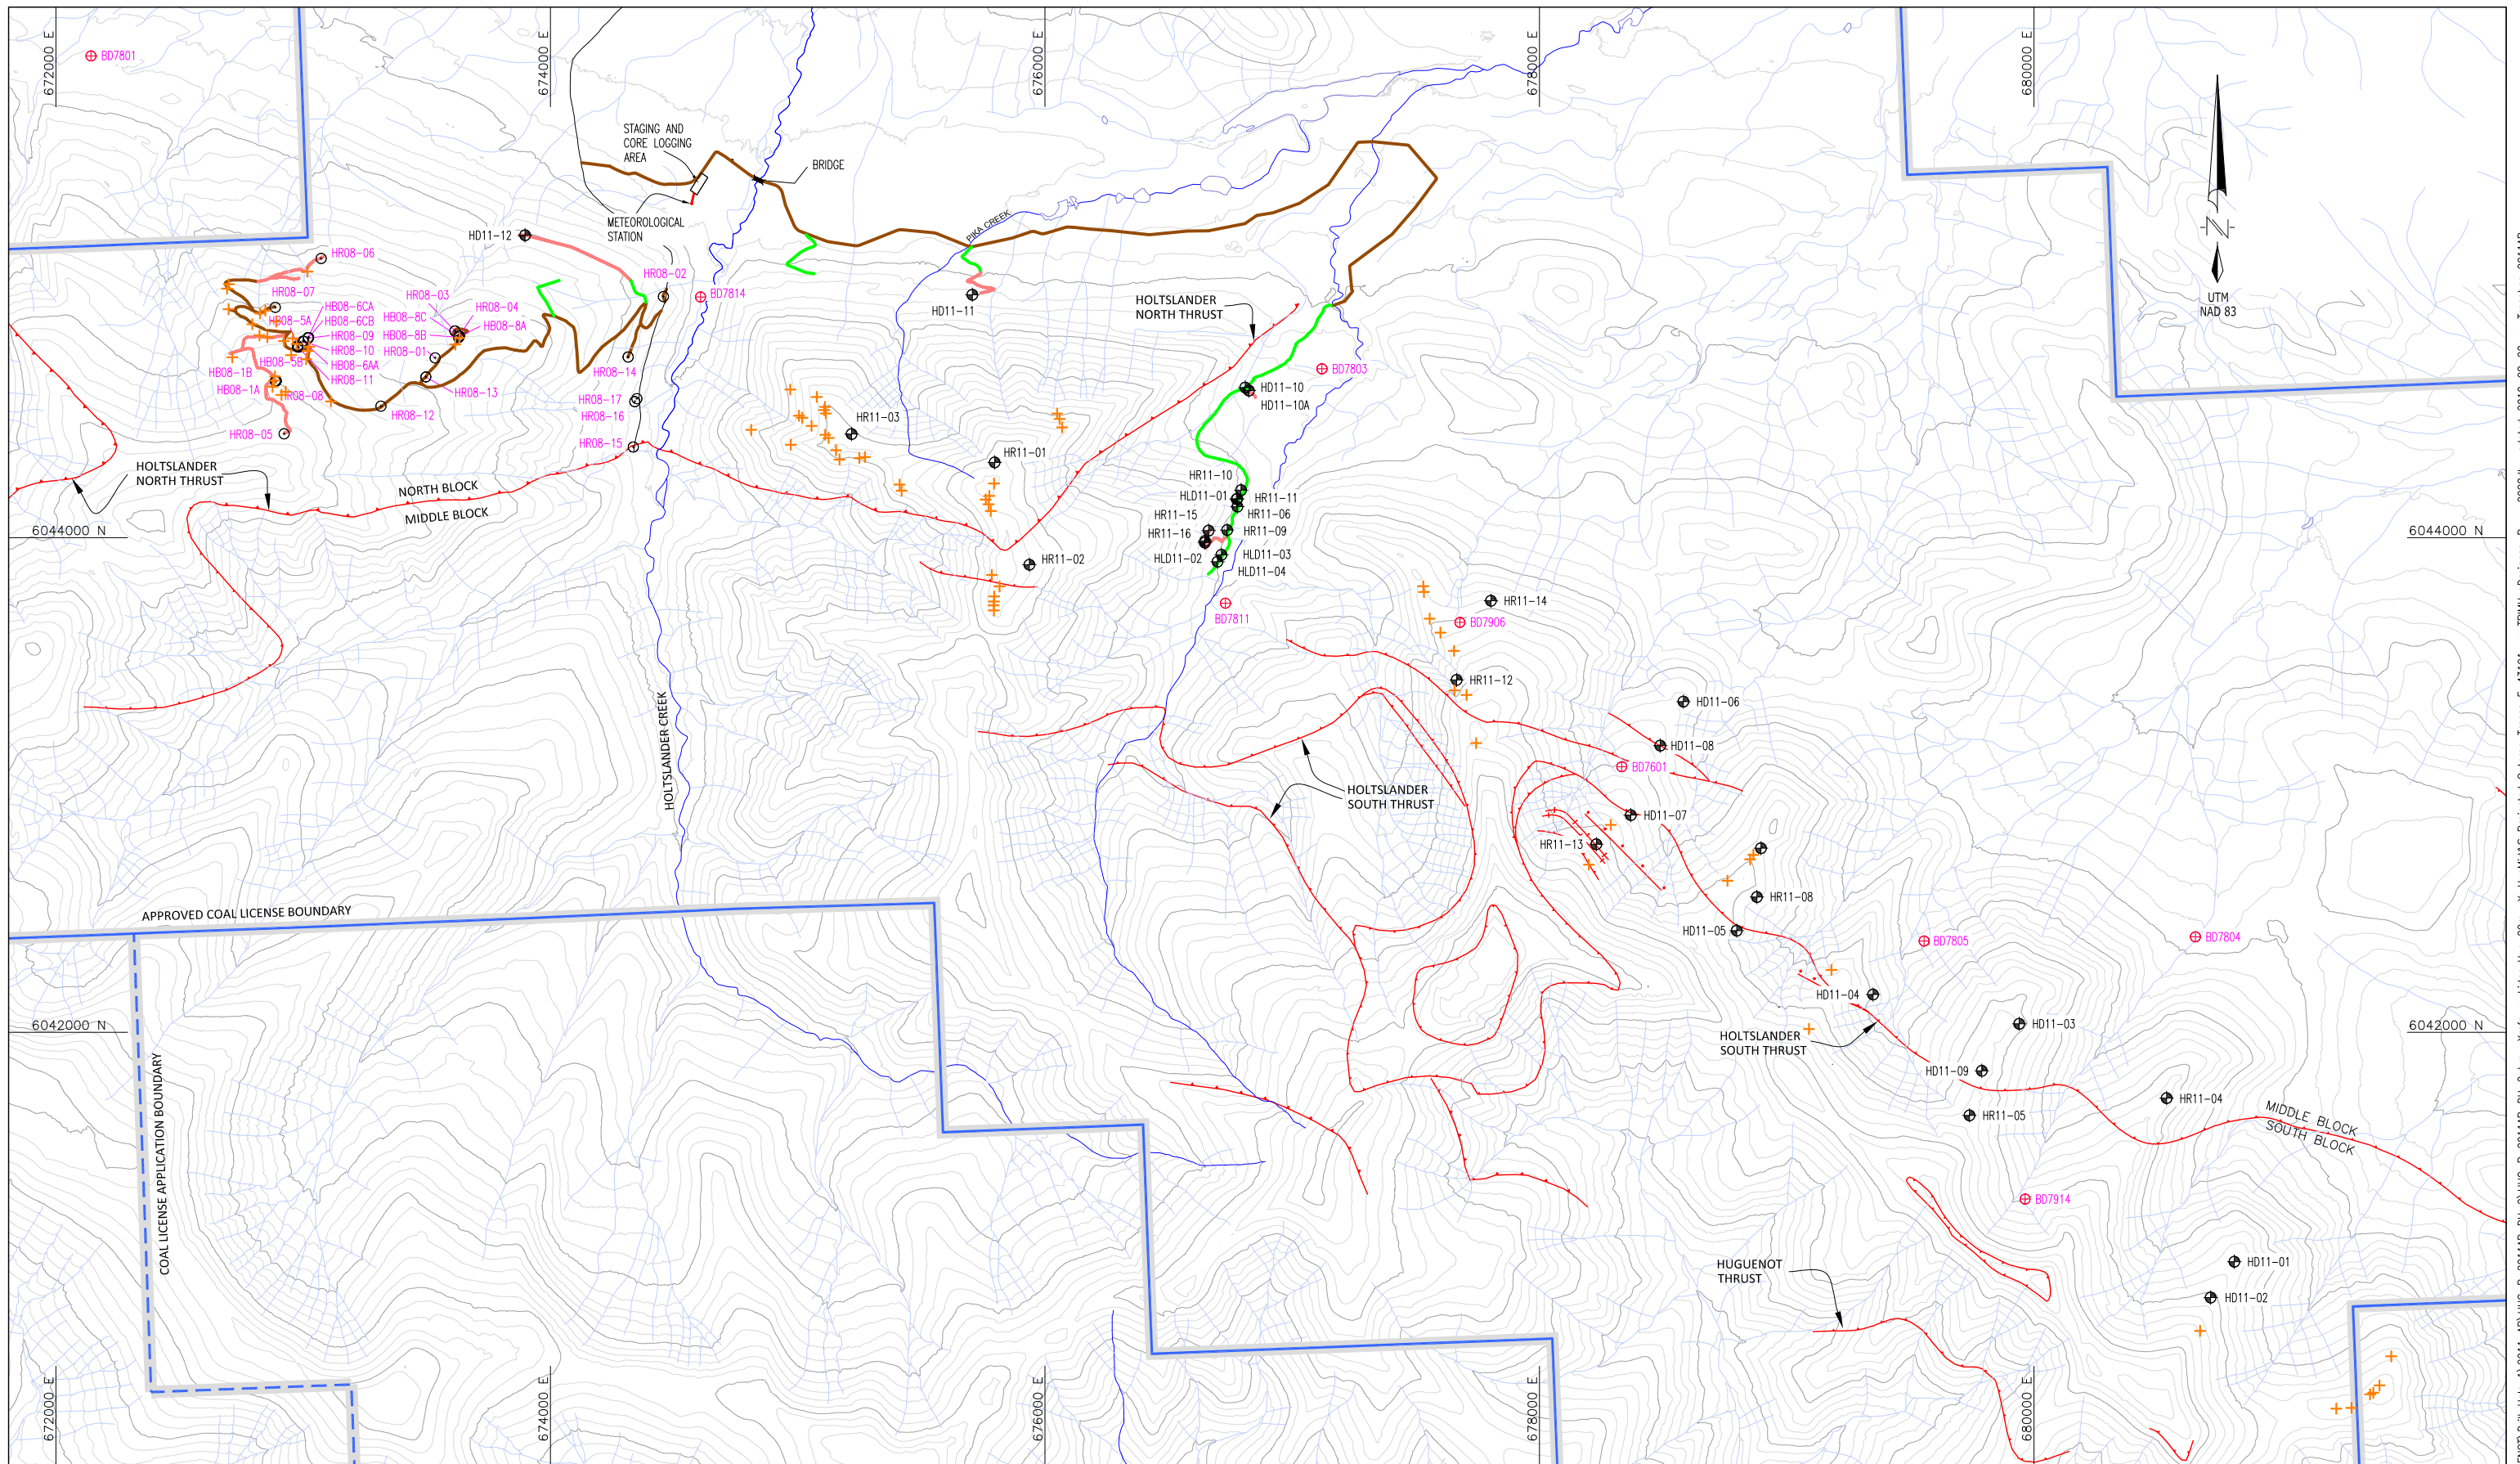 672000 E
674000 E
676000 E
678000 E
680000 E
BD7801
STAGING AND
CORE LOGGING
AREA
BRIDGE
METEOROLOGICAL
STATION
PIKA CREEK
N
UTM
NAD 83
HD11-12
HR08-06
HR08-02
BD7814
HR08-07
HR08-03
HR08-04
HB08-6CA
HB08-8C
HB08-5A
HB08-6CB
HB08-8A
HR08-09
HB08-8B
HR08-10
HR08-01
HB08-5B
HB08-6AA
HB08-1B
HR08-11
HB08-1A
HR08-08
HR08-13
HR08-14
HR08-12
HR08-17
HR08-16
HR08-05
HR08-15
HD11-11
HOLTSLANDER
NORTH THRUST
BD7803
HD11-10
HD11-10A
HR11-03
HR11-01
HOLTSLANDER
NORTH THRUST
NORTH BLOCK
MIDDLE BLOCK
HR11-10
HLD11-01
HR11-11
HR11-15
HR11-06
HR11-16
HR11-09
HLD11-02
HLD11-03
HLD11-04
6044000 N
6044000 N
HR11-02
BD7811
HR11-14
BD7906
HR11-12
HD11-06
HOLTSLANDER CREEK
HD11-08
BD7601
HOLTSLANDER
SOUTH THRUST
HD11-07
HR11-13
HR11-08
APPROVED COAL LICENSE BOUNDARY
HD11-05
BD7805
BD7804
HD11-04
6042000 N
6042000 N
HD11-03
HOLTSLANDER
SOUTH THRUST
HD11-09
HR11-05
HR11-04
MIDDLE BLOCK
SOUTH BLOCK
COAL LICENSE APPLICATION BOUNDARY
BD7914
HUGUENOT
THRUST
HD11-01
HD11-02
672000 E
674000 E
676000 E
678000 E
680000 E